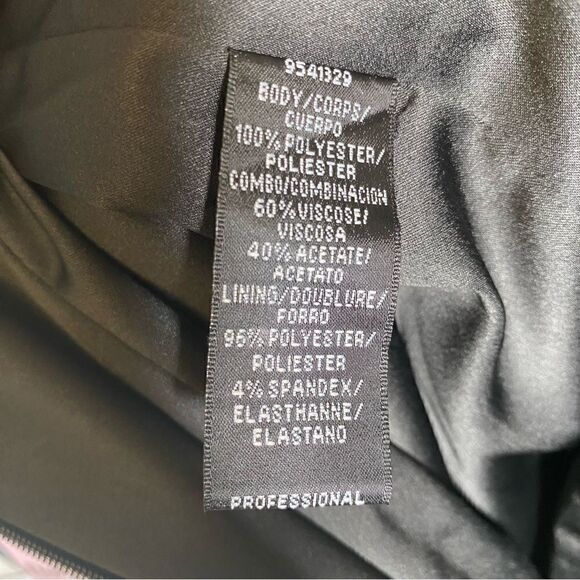 9541329
BODY/CORPS/
CUERPO
100% POLYESTER/
POLIESTER
COMBO/COMBINACION
60% VISCOSE/
VISCOSA
40% ACETATE/
ACETATO
LINING/DOUBLURE/
FORRO
96% POLYESTER/
POLIESTER
4% SPANDEX/
ELASTHANNE/
ELASTANO
PROFESSIONAL